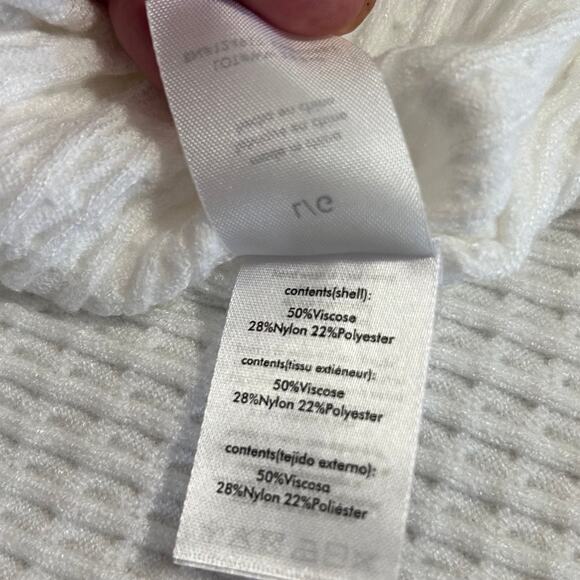 L/G
contents(shell):
50%Viscose
28%Nylon 22%Polyester
contents(tissu extiéneur):
50%Viscose
28%Nylon 22%Polyester
contents(tejido externo):
50%Viscosa
28%Nylon 22%Poliéster